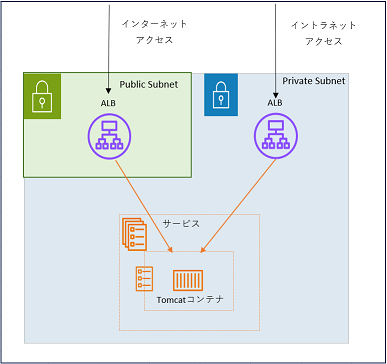 インターネット
アクセス
イントラネット
アクセス
Public Subnet
Private Subnet
ALB
ALB
サービス
Tomcatコンテナ